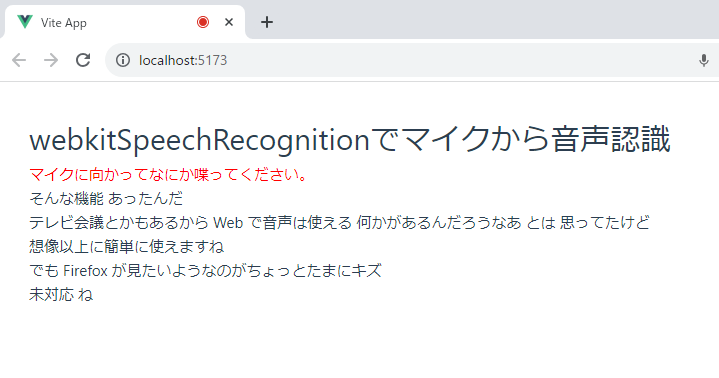 Vite App
localhost:5173
webkitSpeechRecognitionでマイクから音声認識
マイクに向かってなにか喋ってください。
そんな機能 あったんだ
テレビ会議とかもあるから Web で音声は使える 何かがあるんだろうなあ とは 思ってたけど
想像以上に簡単に使えますね
でも Firefox が見たいようなのがちょっとたまにキズ
未対応 ね